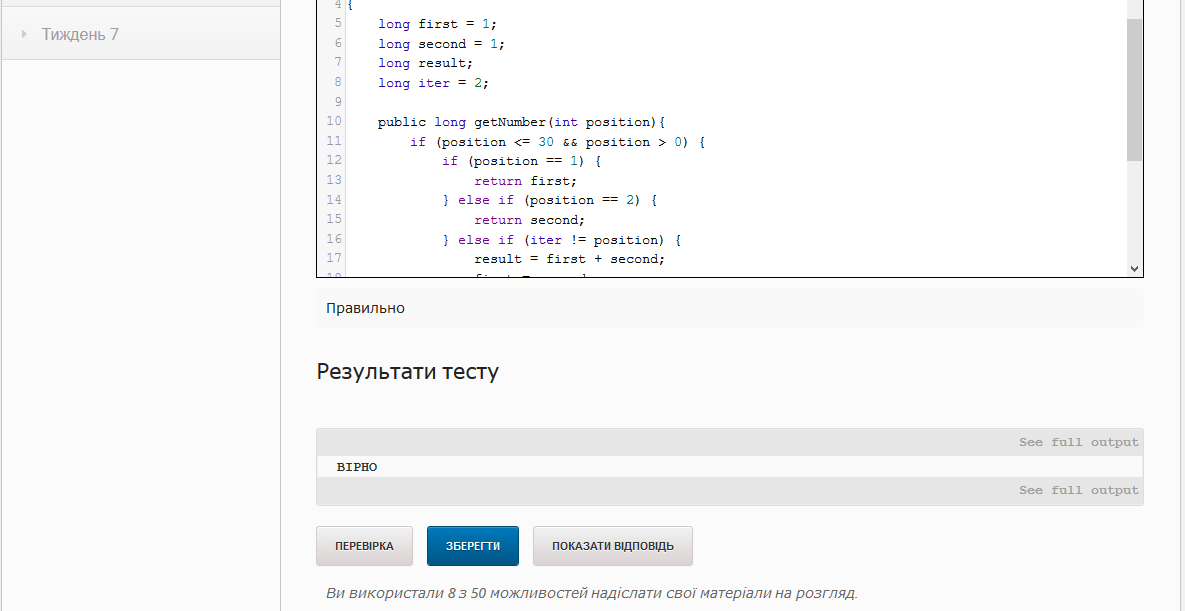 Тиждень 7
4 {
5 long first = 1;
6 long second = 1;
7 long result;
8 long iter = 2;
9
10 public long getNumber(int position){
11 if (position <= 30 && position > 0) {
12 if (position == 1) {
13 return first;
14 } else if (position == 2) {
15 return second;
16 } else if (iter != position) {
17 result = first + second;
Правильно
Результати тесту
See full output
ВІРНО
See full output
ПЕРЕВІРКА
ЗБЕРЕГТИ
ПОКАЗАТИ ВІДПОВІДЬ
Ви використали 8 з 50 можливостей надіслати свої матеріали на розгляд.